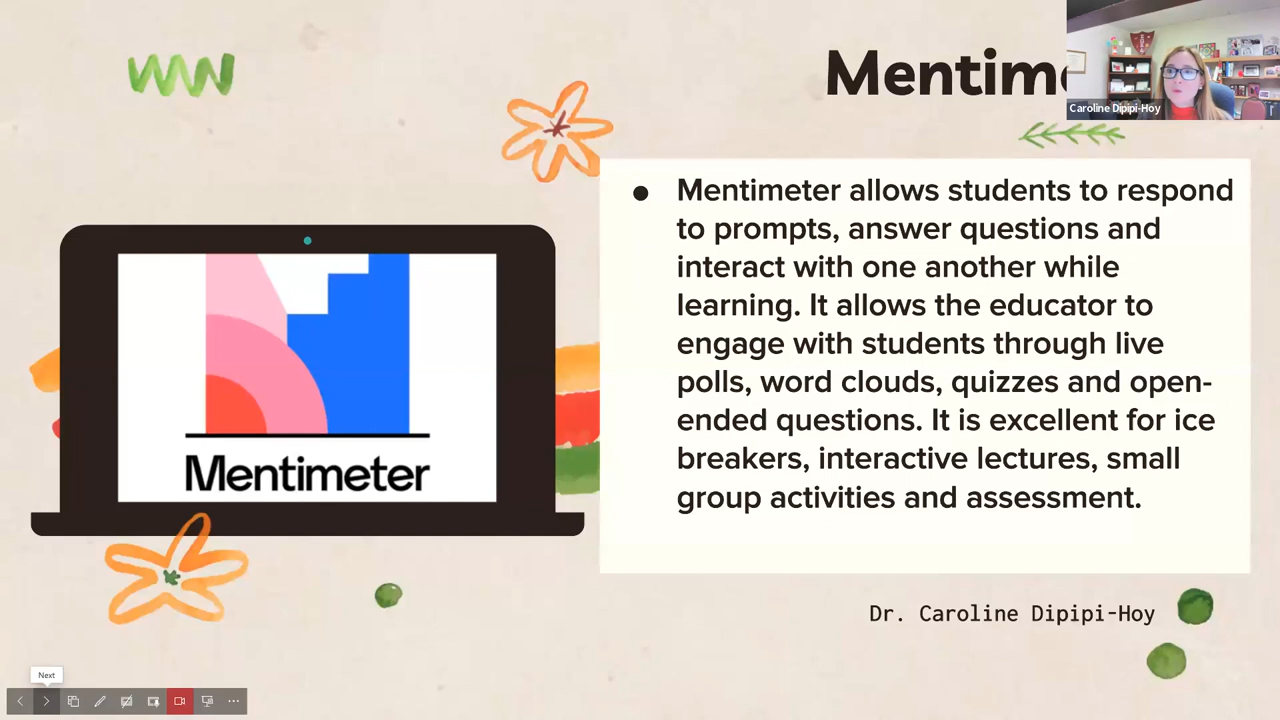 Mentime
Caroline Dipipi-Hoy
● Mentimeter allows students to respond
to prompts, answer questions and
interact with one another while
learning. It allows the educator to
engage with students through live
polls, word clouds, quizzes and open-
ended questions. It is excellent for ice
breakers, interactive lectures, small
group activities and assessment.
Mentimeter
Dr. Caroline Dipipi-Hoy
Next